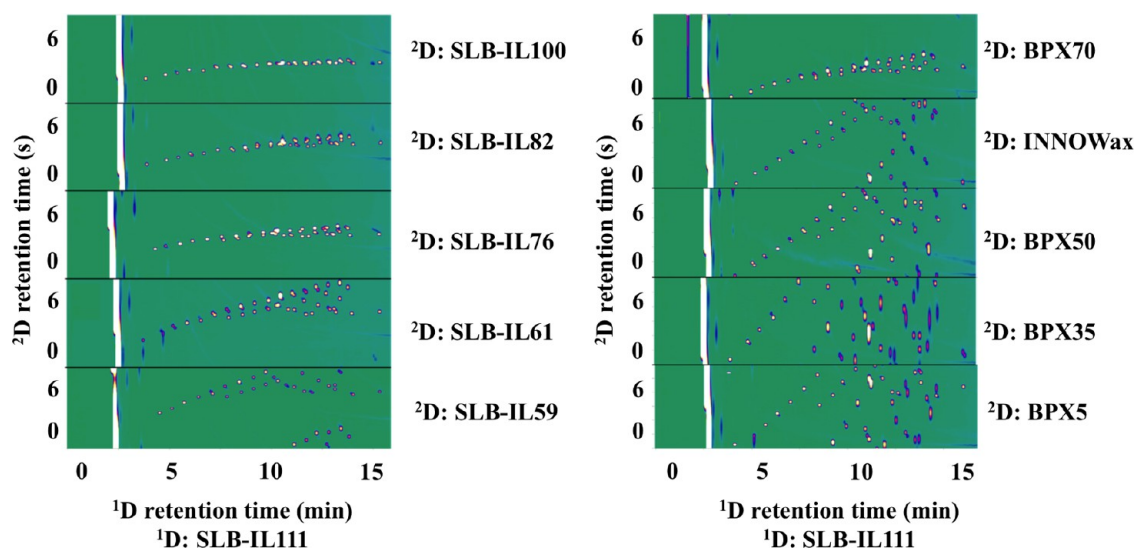 ²D retention time (s)
6
0
²D: SLB-IL100
6
0
²D: SLB-IL82
6
0
²D: SLB-IL76
6
0
²D: SLB-IL61
6
0
²D: SLB-IL59
0 5 10 15
¹D retention time (min)
¹D: SLB-IL111
²D retention time (s)
6
0
²D: BPX70
6
0
²D: INNOWax
6
0
²D: BPX50
6
0
²D: BPX35
6
0
²D: BPX5
0 5 10 15
¹D retention time (min)
¹D: SLB-IL111